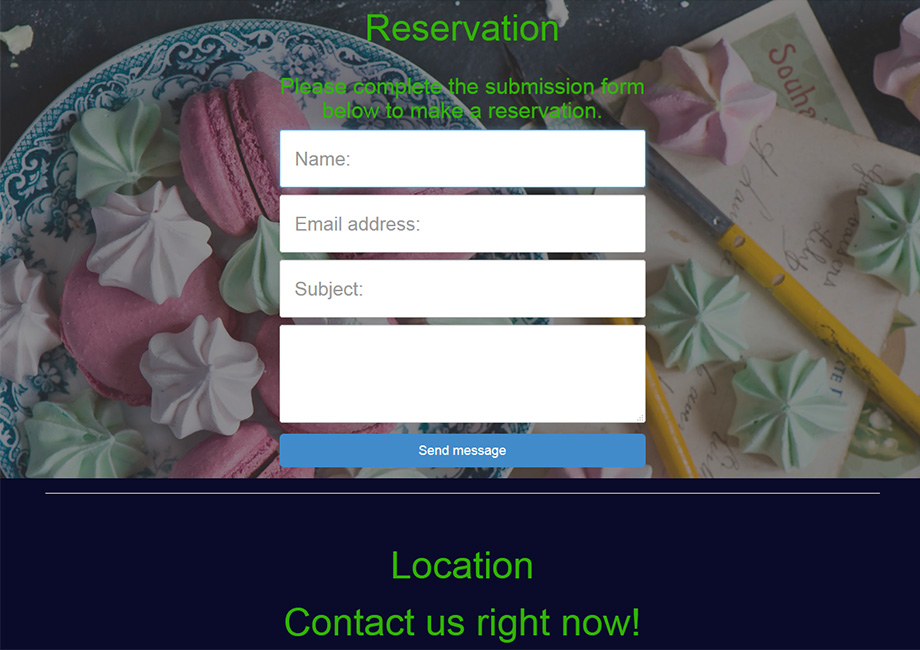 Reservation
Please complete the submission form
below to make a reservation.
Name:
Email address:
Subject:
Send message
Location
Contact us right now!